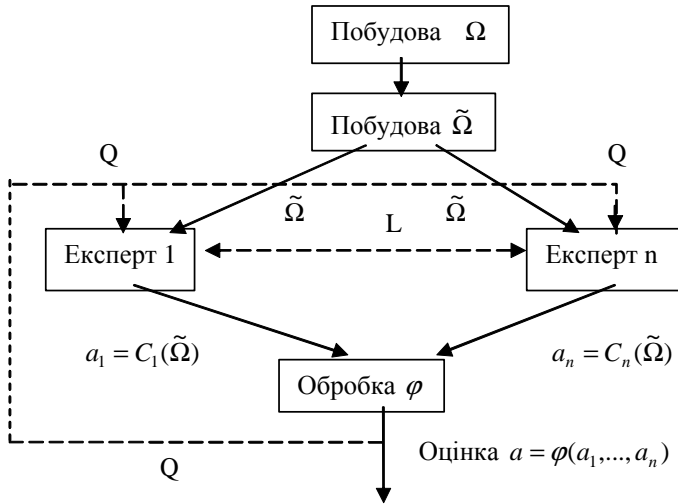 Побудова Ω
Побудова Ω̃
Q Q
Ω̃ Ω̃
L
Експерт 1 Експерт n
a₁ = C₁(Ω̃) aₙ = Cₙ(Ω̃)
Обробка φ
Оцінка a = φ(a₁,...,aₙ)
Q